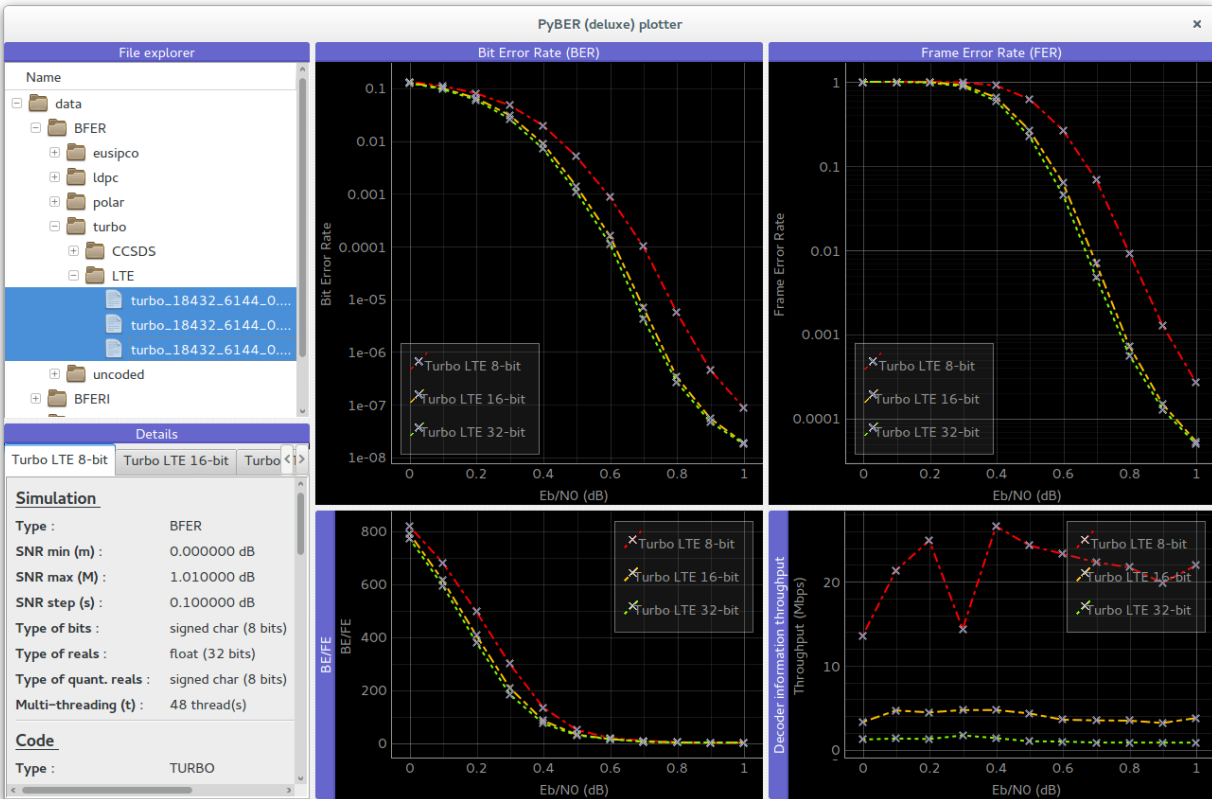 PyBER (deluxe) plotter ×
File explorer
Name
data
BFER
eusipco
ldpc
polar
turbo
CCSDS
LTE
turbo_18432_6144_0....
turbo_18432_6144_0....
turbo_18432_6144_0....
uncoded
BFERI
Details
Turbo LTE 8-bit Turbo LTE 16-bit Turbo
Simulation
Type : BFER
SNR min (m) : 0.000000 dB
SNR max (M) : 1.010000 dB
SNR step (s) : 0.100000 dB
Type of bits : signed char (8 bits)
Type of reals : float (32 bits)
Type of quant. reals : signed char (8 bits)
Multi-threading (t) : 48 thread(s)
Code
Type : TURBO
Bit Error Rate (BER)
Bit Error Rate
0.1
0.01
0.001
0.0001
1e-05
1e-06
1e-07
1e-08
Turbo LTE 8-bit
Turbo LTE 16-bit
Turbo LTE 32-bit
0 0.2 0.4 0.6 0.8 1
Eb/N0 (dB)
Frame Error Rate (FER)
Frame Error Rate
1
0.1
0.01
0.001
0.0001
Turbo LTE 8-bit
Turbo LTE 16-bit
Turbo LTE 32-bit
0 0.2 0.4 0.6 0.8 1
Eb/N0 (dB)
BE/FE
BE/FE
800
600
400
200
0
Turbo LTE 8-bit
Turbo LTE 16-bit
Turbo LTE 32-bit
0 0.2 0.4 0.6 0.8 1
Eb/N0 (dB)
Decoder information throughput
Throughput (Mbps)
20
10
0
Turbo LTE 8-bit
Turbo LTE 16-bit
Turbo LTE 32-bit
0 0.2 0.4 0.6 0.8 1
Eb/N0 (dB)